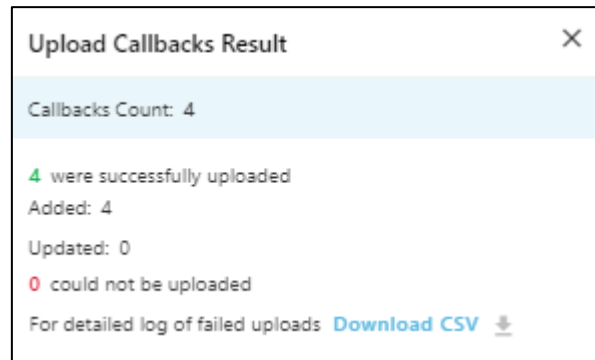 Upload Callbacks Result
Callbacks Count: 4
4 were successfully uploaded
Added: 4
Updated: 0
0 could not be uploaded
For detailed log of failed uploads Download CSV